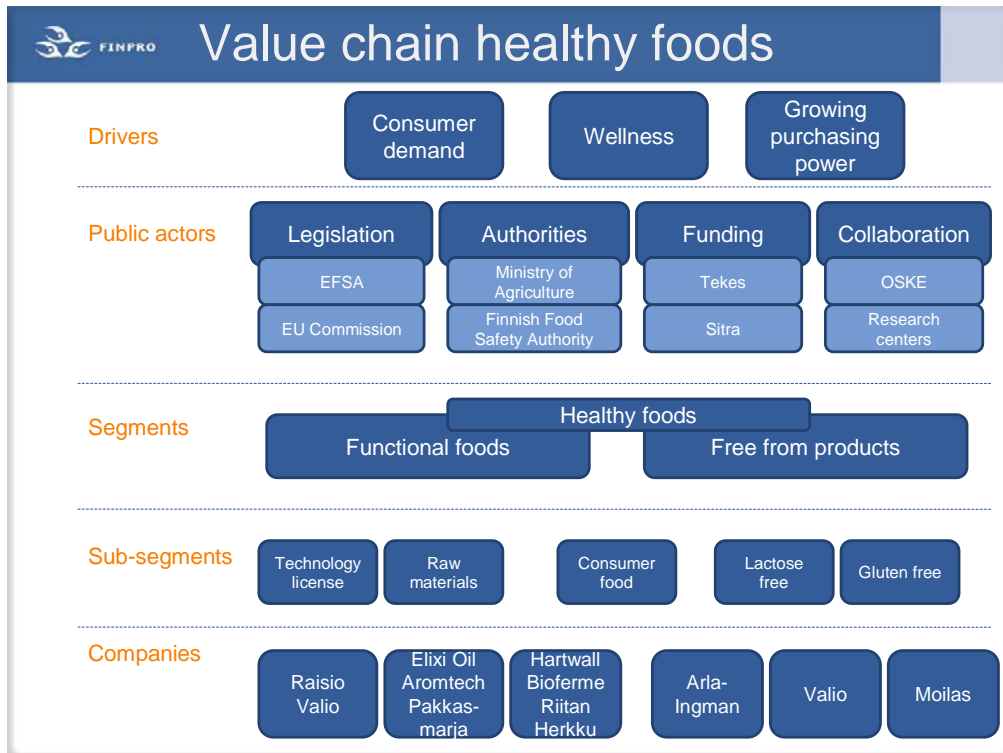 FINPRO
Value chain healthy foods
Drivers
Consumer
demand
Wellness
Growing
purchasing
power
Public actors
Legislation
Authorities
Funding
Collaboration
EFSA
Ministry of
Agriculture
Tekes
OSKE
EU Commission
Finnish Food
Safety Authority
Sitra
Research
centers
Segments
Healthy foods
Functional foods
Free from products
Sub-segments
Technology
license
Raw
materials
Consumer
food
Lactose
free
Gluten free
Companies
Raisio
Valio
Elixi Oil
Aromtech
Pakkas-
marja
Hartwall
Bioferme
Riitan
Herkku
Arla-
Ingman
Valio
Moilas